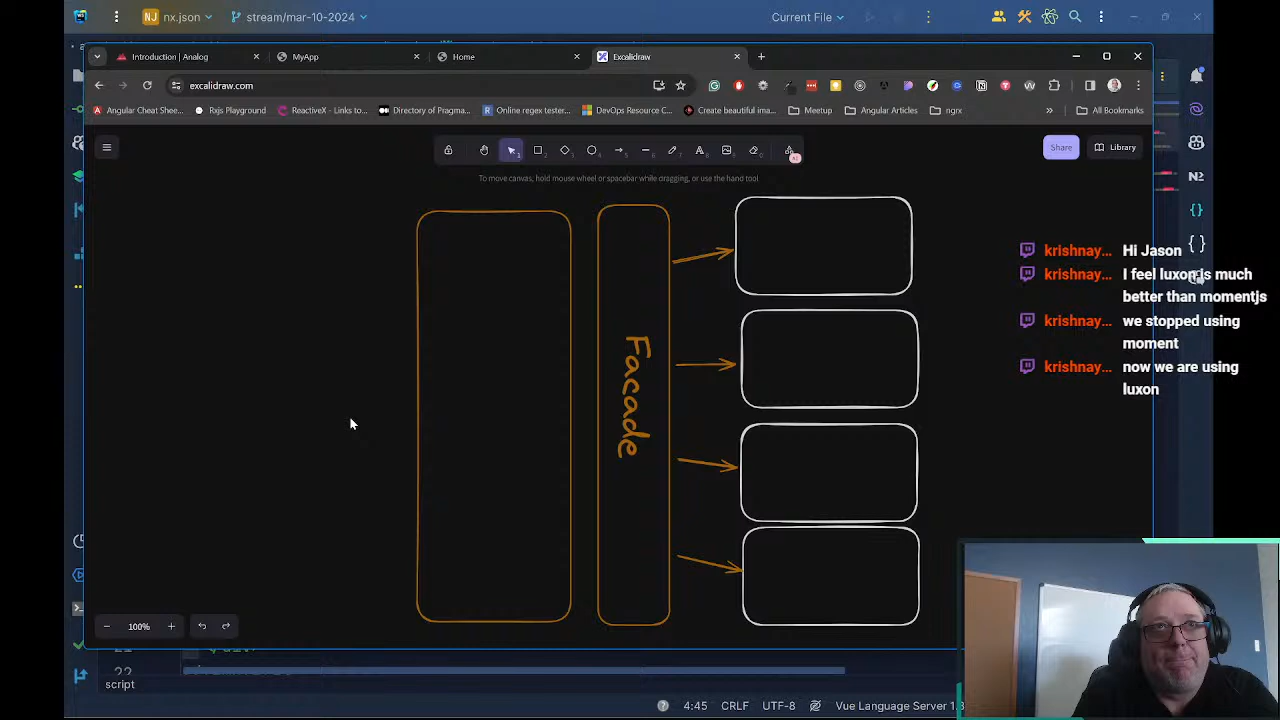 NJ nx.json
stream/mar-10-2024
Current File
Introduction | Analog
MyApp
Home
Excalidraw
excalidraw.com
Angular Cheat Shee...
Rxjs Playground
ReactiveX - Links to...
Directory of Pragma...
Online regex tester...
DevOps Resource C...
Create beautiful ima...
Meetup
Angular Articles
ngrx
All Bookmarks
Share
Library
To move canvas, hold mouse wheel or spacebar while dragging, or use the hand tool
N2
krishnay... Hi Jason
krishnay... I feel luxon js much
better than momentjs
krishnay... we stopped using
moment
krishnay... now we are using
luxon
Facade
100%
22
script
4:45
CRLF
UTF-8
Vue Language Server